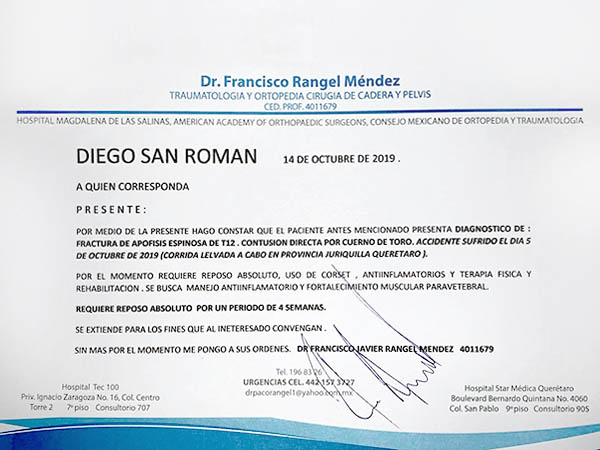 Dr. Francisco Rangel Méndez
TRAUMATOLOGIA Y ORTOPEDIA CIRUGIA DE CADERA Y PELVIS
CED. PROF. 4011679
HOSPITAL MAGDALENA DE LAS SALINAS, AMERICAN ACADEMY OF ORTHOPAEDIC SURGEONS, CONSEJO MEXICANO DE ORTOPEDIA Y TRAUMATOLOGIA
DIEGO SAN ROMAN 14 DE OCTUBRE DE 2019 .
A QUIEN CORRESPONDA
PRESENTE:
POR MEDIO DE LA PRESENTE HAGO CONSTAR QUE EL PACIENTE ANTES MENCIONADO PRESENTA DIAGNOSTICO DE :
FRACTURA DE APOFISIS ESPINOSA DE T12 . CONTUSION DIRECTA POR CUERNO DE TORO. ACCIDENTE SUFRIDO EL DIA 5
DE OCTUBRE DE 2019 (CORRIDA LELVADA A CABO EN PROVINCIA JURIQUILLA QUERETARO ).
POR EL MOMENTO REQUIERE REPOSO ABSOLUTO, USO DE CORSET , ANTIINFLAMATORIOS Y TERAPIA FISICA Y
REHABILITACION . SE BUSCA MANEJO ANTIINFLAMATORIO Y FORTALECIMIENTO MUSCULAR PARAVETEBRAL.
REQUIERE REPOSO ABSOLUTO POR UN PERIODO DE 4 SEMANAS.
SE EXTIENDE PARA LOS FINES QUE AL INETERESADO CONVENGAN .
SIN MAS POR EL MOMENTO ME PONGO A SUS ORDENES. DR FRANCISCO JAVIER RANGEL MENDEZ 4011679
Tel. 196 83 26
URGENCIAS CEL. 442 157 3727
drpacorangel1@yahoo.com.mx
Hospital Tec 100
Priv. Ignacio Zaragoza No. 16, Col. Centro
Torre 2 7º piso Consultorio 707
Hospital Star Médica Querétaro
Boulevard Bernardo Quintana No. 4060
Col. San Pablo 9ºpiso Consultorio 905